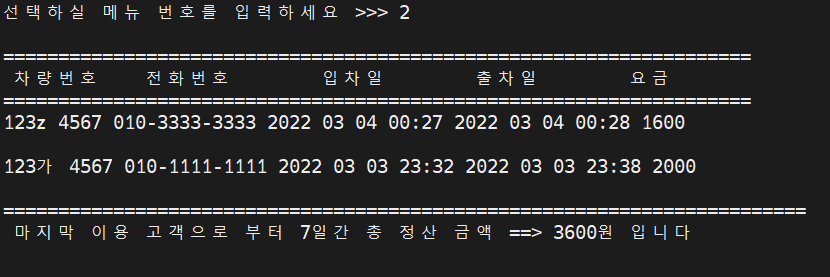 선택하실 메뉴 번호를 입력하세요 >>> 2
====================================================================
차량번호 전화번호 입차일 출차일 요금
====================================================================
123z 4567 010-3333-3333 2022 03 04 00:27 2022 03 04 00:28 1600
123가 4567 010-1111-1111 2022 03 03 23:32 2022 03 03 23:38 2000
=========================================================================
마지막 이용 고객으로 부터 7일간 총 정산 금액 ==> 3600원 입니다